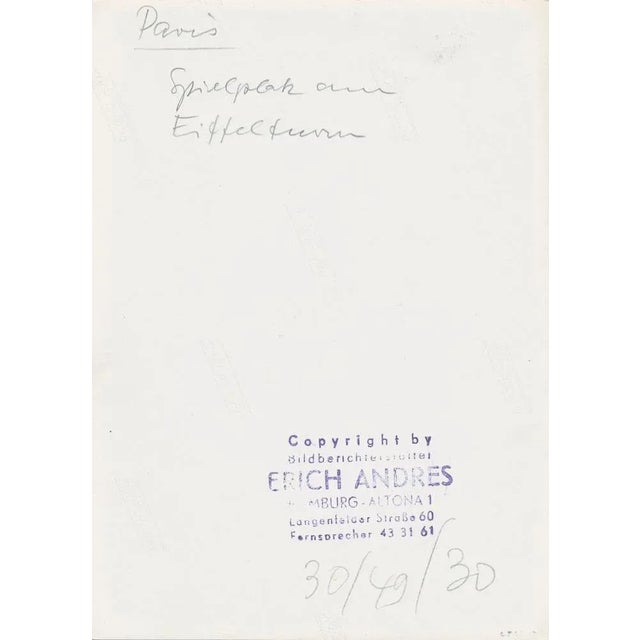 Paris
Spielplatz am
Eiffelturm
Copyright by
Bildberichterstatter
ERICH ANDRES
HAMBURG-ALTONA 1
Langenfelder Straße 60
Fernsprecher 43 31 61
30/49/30